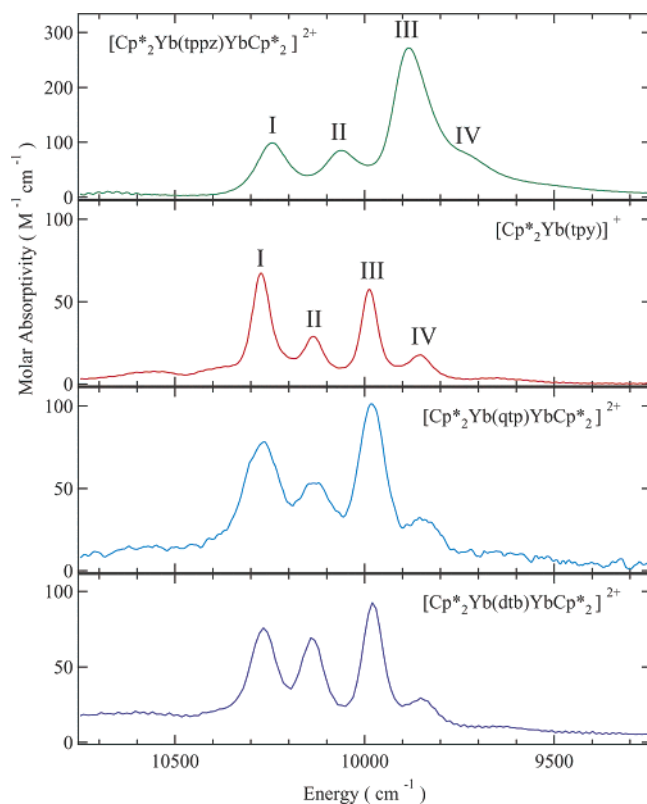 Molar Absorptivity ( M⁻¹ cm⁻¹ )
[Cp*₂Yb(tppz)YbCp*₂ ] ²⁺
III
I
II
IV
300
200
100
0
[Cp*₂Yb(tpy)] ⁺
I
III
II
IV
100
50
0
[Cp*₂Yb(qtp)YbCp*₂ ] ²⁺
100
50
0
[Cp*₂Yb(dtb)YbCp*₂ ] ²⁺
100
50
0
10500 10000 9500
Energy ( cm⁻¹ )